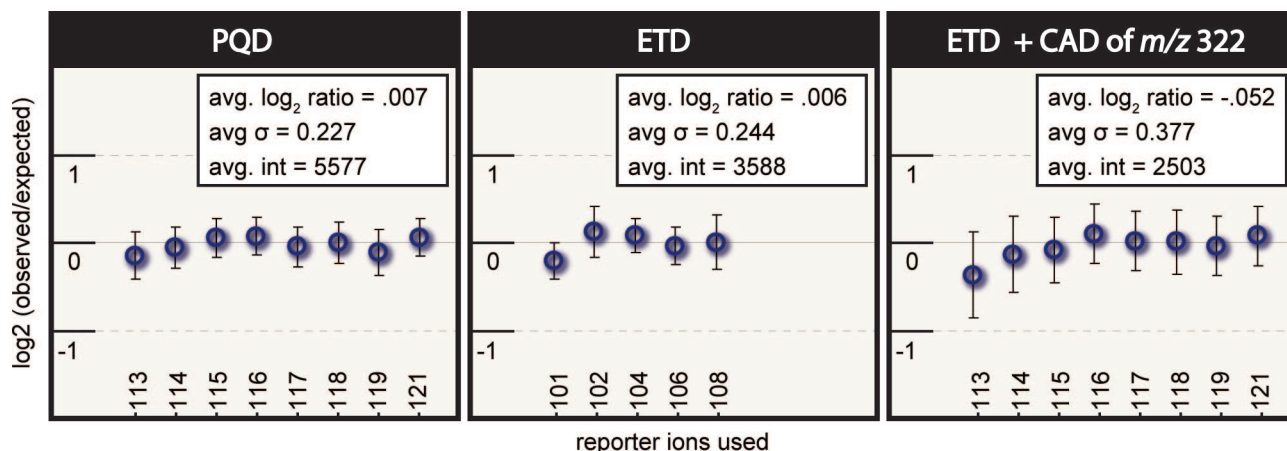 PQD
avg. log2 ratio = .007
avg σ = 0.227
avg. int = 5577
ETD
avg. log2 ratio = .006
avg σ = 0.244
avg. int = 3588
ETD + CAD of m/z 322
avg. log2 ratio = -.052
avg σ = 0.377
avg. int = 2503
log2 (observed/expected)
1
0
-1
113 114 115 116 117 118 119 121
1
0
101 102 104 106 108
1
0
-1
113 114 115 116 117 118 119 121
reporter ions used